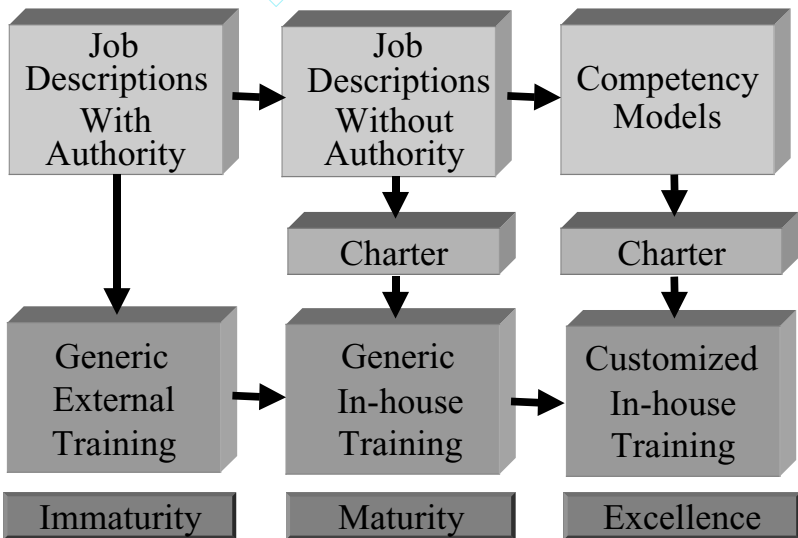 Job
Descriptions
With
Authority
Job
Descriptions
Without
Authority
Competency
Models
Charter
Charter
Generic
External
Training
Generic
In-house
Training
Customized
In-house
Training
Immaturity
Maturity
Excellence